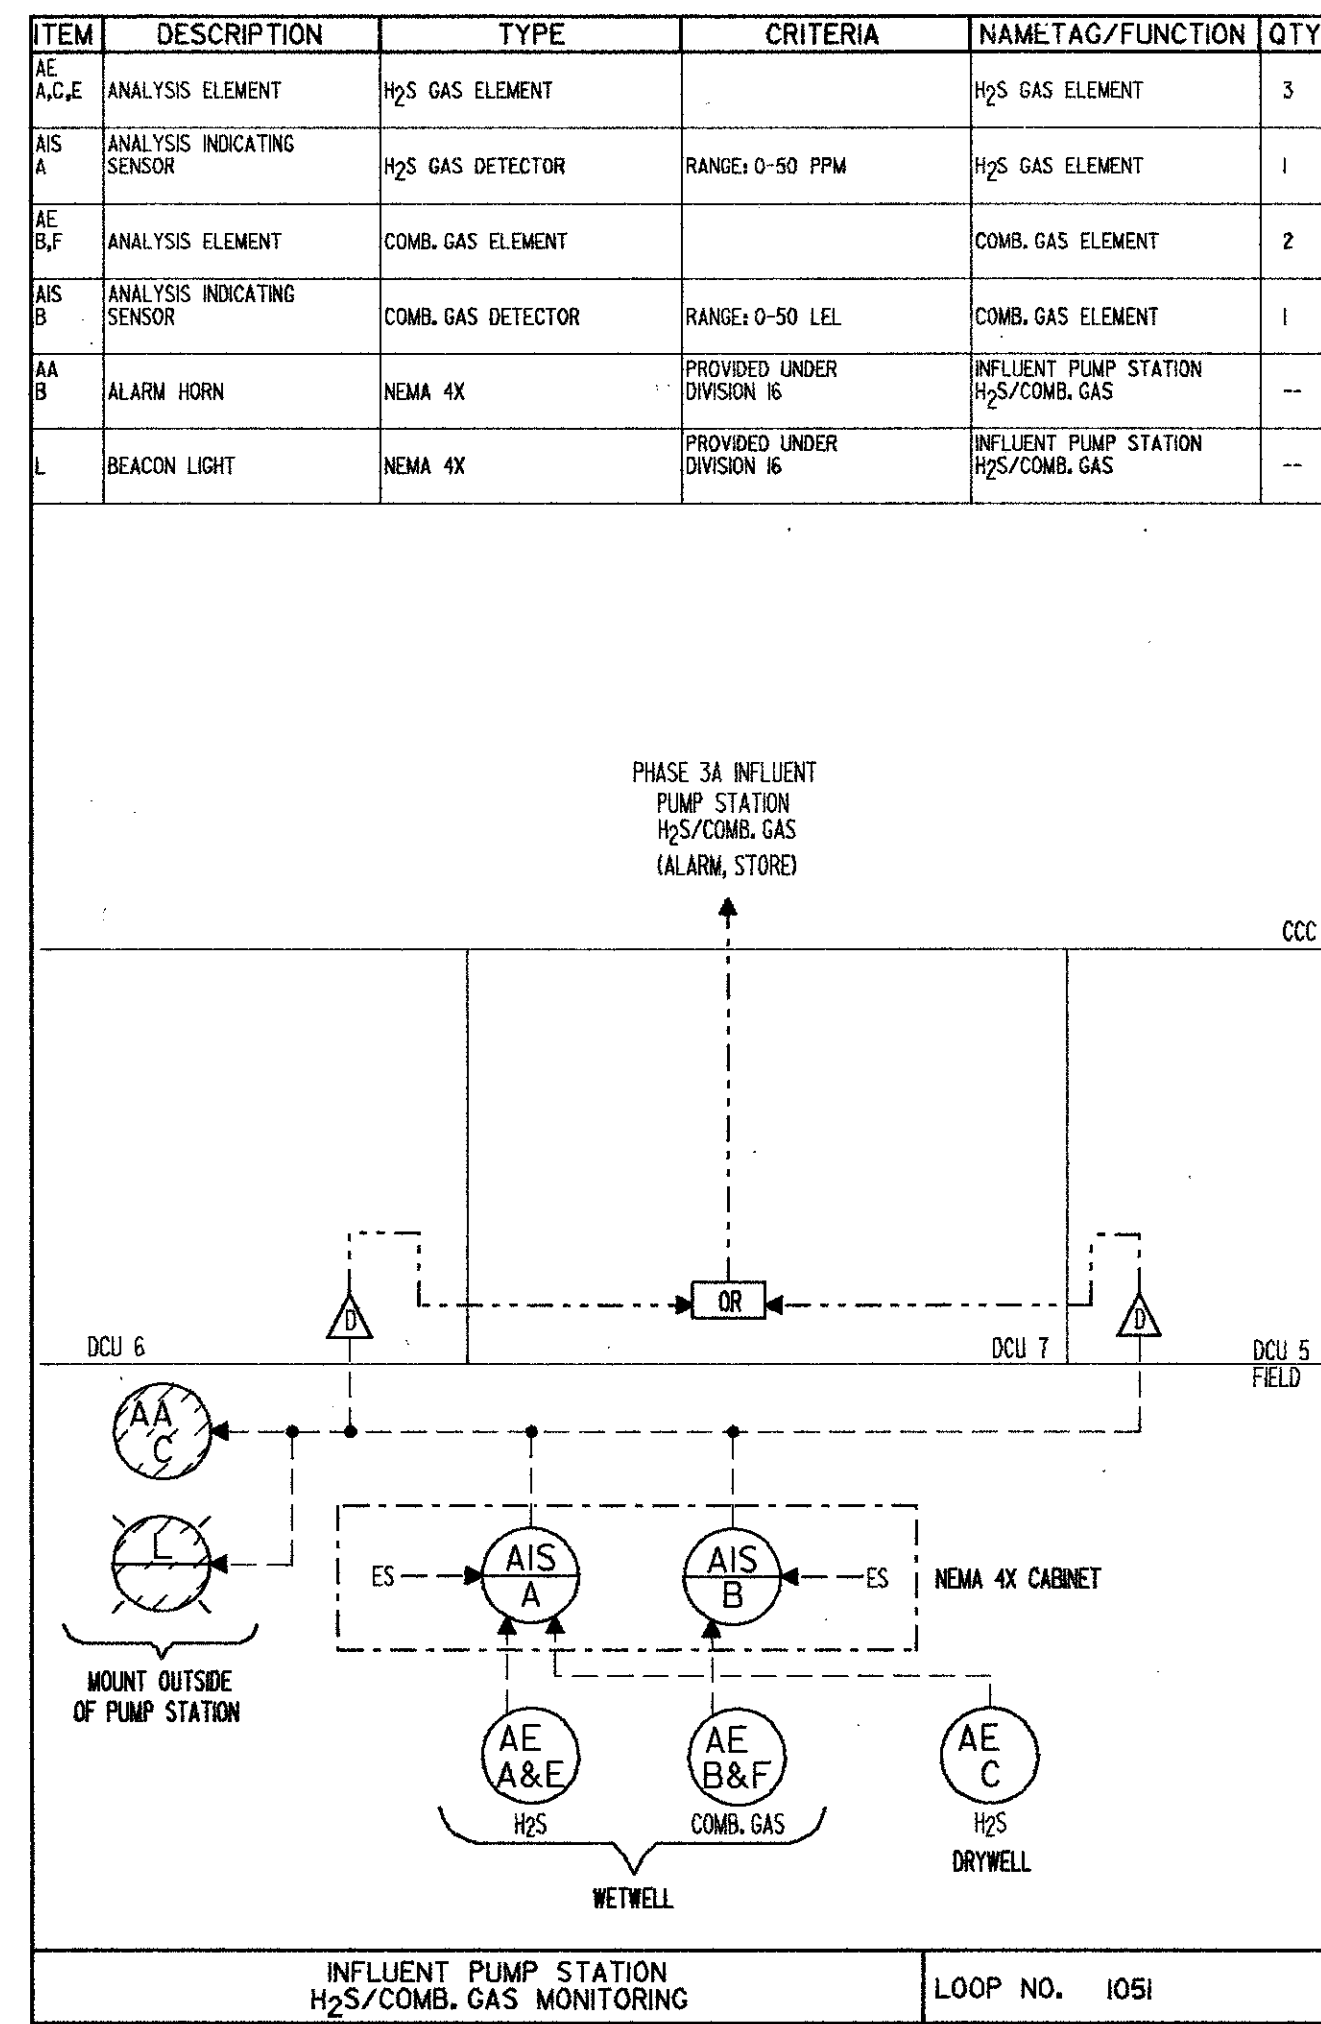 ITEM DESCRIPTION TYPE CRITERIA NAMETAG/FUNCTION QTY
AE
A,C,E ANALYSIS ELEMENT H2S GAS ELEMENT H2S GAS ELEMENT 3
AIS ANALYSIS INDICATING
A SENSOR H2S GAS DETECTOR RANGE: 0-50 PPM H2S GAS ELEMENT 1
AE
B,F ANALYSIS ELEMENT COMB. GAS ELEMENT COMB. GAS ELEMENT 2
AIS ANALYSIS INDICATING
B SENSOR COMB. GAS DETECTOR RANGE: 0-50 LEL COMB. GAS ELEMENT 1
AA PROVIDED UNDER INFLUENT PUMP STATION
B ALARM HORN NEMA 4X DIVISION 16 H2S/COMB. GAS --
PROVIDED UNDER INFLUENT PUMP STATION
L BEACON LIGHT NEMA 4X DIVISION 16 H2S/COMB. GAS --
PHASE 3A INFLUENT
PUMP STATION
H2S/COMB. GAS
(ALARM, STORE)
CCC
OR
D D
DCU 6 DCU 7 DCU 5
FIELD
AA
C
L
AIS AIS
ES A B ES NEMA 4X CABINET
MOUNT OUTSIDE
OF PUMP STATION
AE AE AE
A&E B&F C
H2S COMB. GAS H2S
DRYWELL
WETWELL
INFLUENT PUMP STATION
H2S/COMB. GAS MONITORING
LOOP NO. 1051